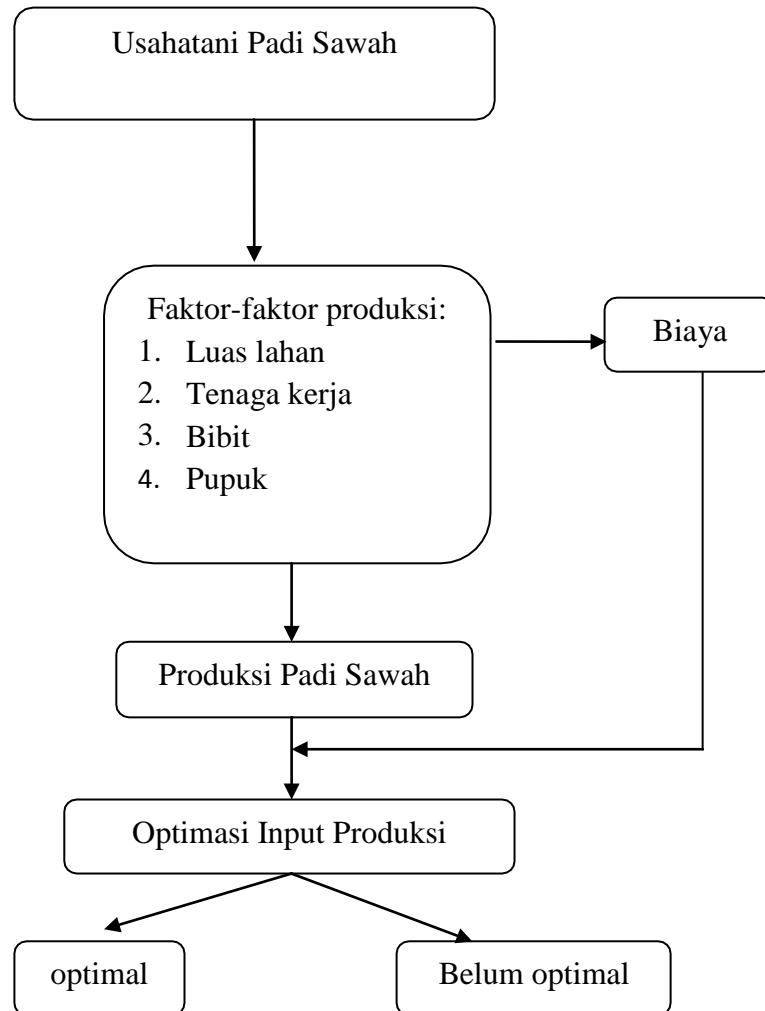 Usahatani Padi Sawah
Faktor-faktor produksi:
1. Luas lahan
2. Tenaga kerja
3. Bibit
4. Pupuk
Biaya
Produksi Padi Sawah
Optimasi Input Produksi
optimal
Belum optimal